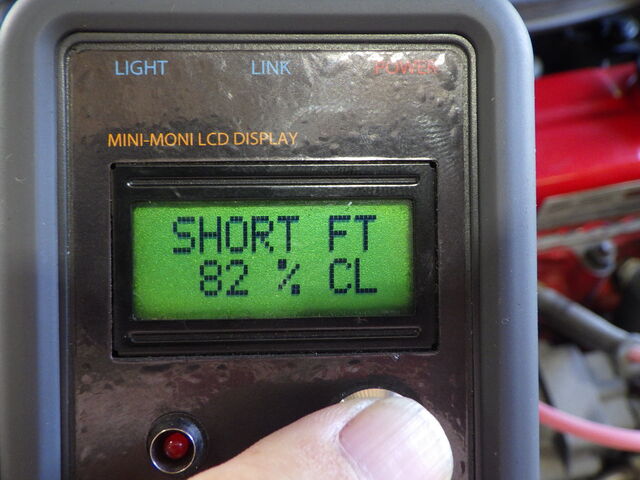 LIGHT LINK POWER
MINI-MONI LCD DISPLAY
SHORT FT
82 % CL